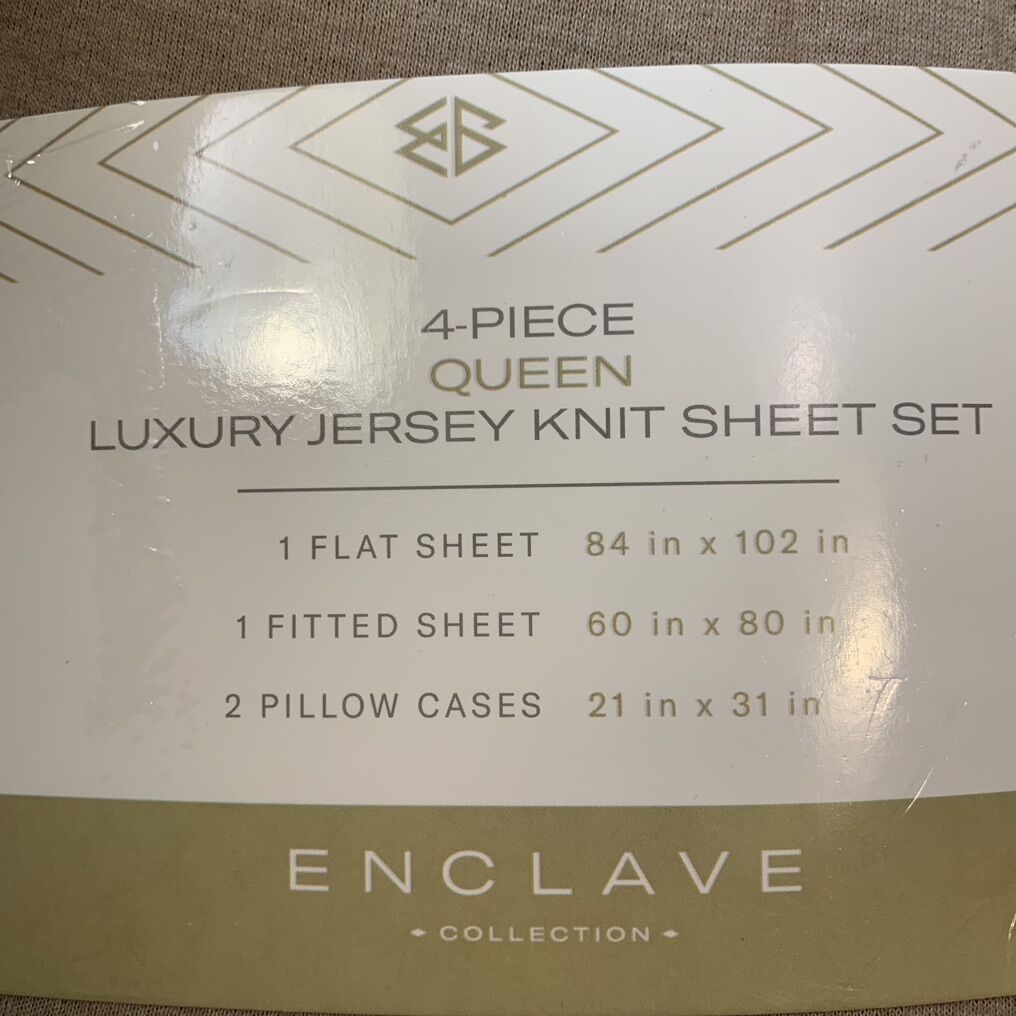 4-PIECE
QUEEN
LUXURY JERSEY KNIT SHEET SET
1 FLAT SHEET 84 in x 102 in
1 FITTED SHEET 60 in x 80 in
2 PILLOW CASES 21 in x 31 in
ENCLAVE
COLLECTION